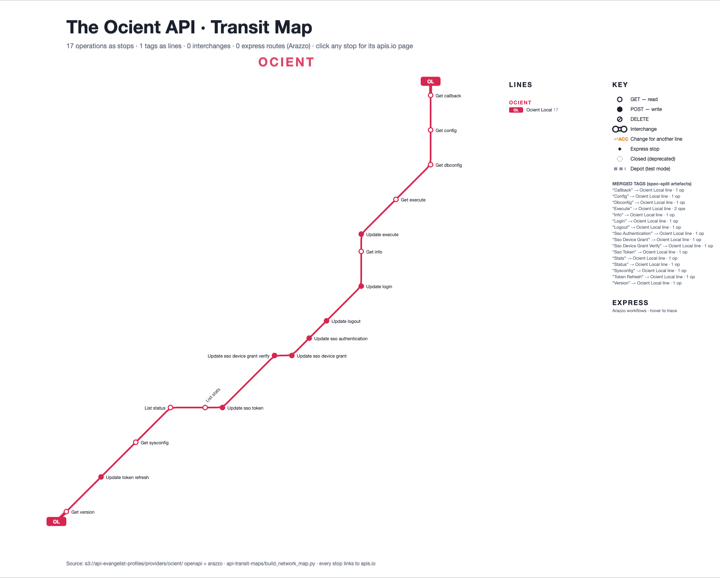 The Ocient API · Transit Map
17 operations as stops · 1 tags as lines · 0 interchanges · 0 express routes (Arazzo) · click any stop for its apis.io page
OCIENT
OL
Get callback
Get config
Get dbconfig
Get execute
Update execute
Get info
Update login
Update logout
Update sso authentication
Update sso device grant verify
Update sso device grant
List stats
List status
Update sso token
Get sysconfig
Update token refresh
Get version
OL
LINES
OCIENT
OL Ocient Local 17
KEY
GET — read
POST — write
DELETE
Interchange
Change for another line
Express stop
Closed (deprecated)
Depot (test mode)
MERGED TAGS (spec-split artefacts)
"Callback" → Ocient Local line · 1 op
"Config" → Ocient Local line · 1 op
"Dbconfig" → Ocient Local line · 1 op
"Execute" → Ocient Local line · 2 ops
"Info" → Ocient Local line · 1 op
"Login" → Ocient Local line · 1 op
"Logout" → Ocient Local line · 1 op
"Sso Authentication" → Ocient Local line · 1 op
"Sso Device Grant" → Ocient Local line · 1 op
"Sso Device Grant Verify" → Ocient Local line · 1 op
"Sso Token" → Ocient Local line · 1 op
"Stats" → Ocient Local line · 1 op
"Status" → Ocient Local line · 1 op
"Sysconfig" → Ocient Local line · 1 op
"Token Refresh" → Ocient Local line · 1 op
"Version" → Ocient Local line · 1 op
EXPRESS
Arazzo workflows · hover to trace
Source: s3://api-evangelist-profiles/providers/ocient/ openapi + arazzo · api-transit-maps/build_network_map.py · every stop links to apis.io